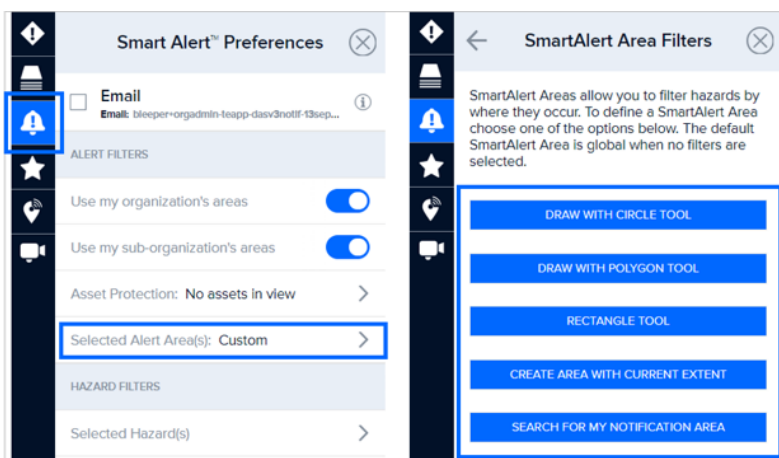 Smart Alert™ Preferences
Email
Email: bleeper+orgadmin-teapp-dasv3notif-13sep...
ALERT FILTERS
Use my organization's areas
Use my sub-organization's areas
Asset Protection: No assets in view
Selected Alert Area(s): Custom
HAZARD FILTERS
Selected Hazard(s)
SmartAlert Area Filters
SmartAlert Areas allow you to filter hazards by
where they occur. To define a SmartAlert Area
choose one of the options below. The default
SmartAlert Area is global when no filters are
selected.
DRAW WITH CIRCLE TOOL
DRAW WITH POLYGON TOOL
RECTANGLE TOOL
CREATE AREA WITH CURRENT EXTENT
SEARCH FOR MY NOTIFICATION AREA